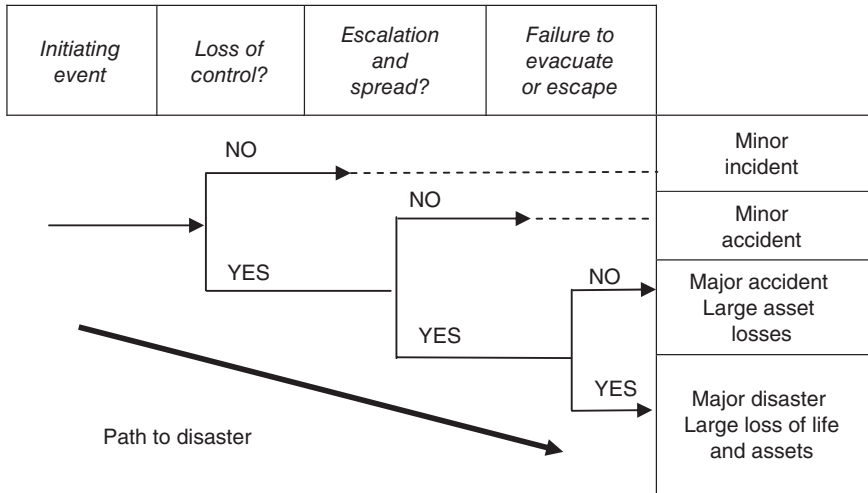 Initiating
event
Loss of
control?
Escalation
and
spread?
Failure to
evacuate
or escape
NO
Minor
incident
NO
Minor
accident
YES
NO
Major accident
Large asset
losses
YES
YES
Major disaster
Large loss of life
and assets
Path to disaster